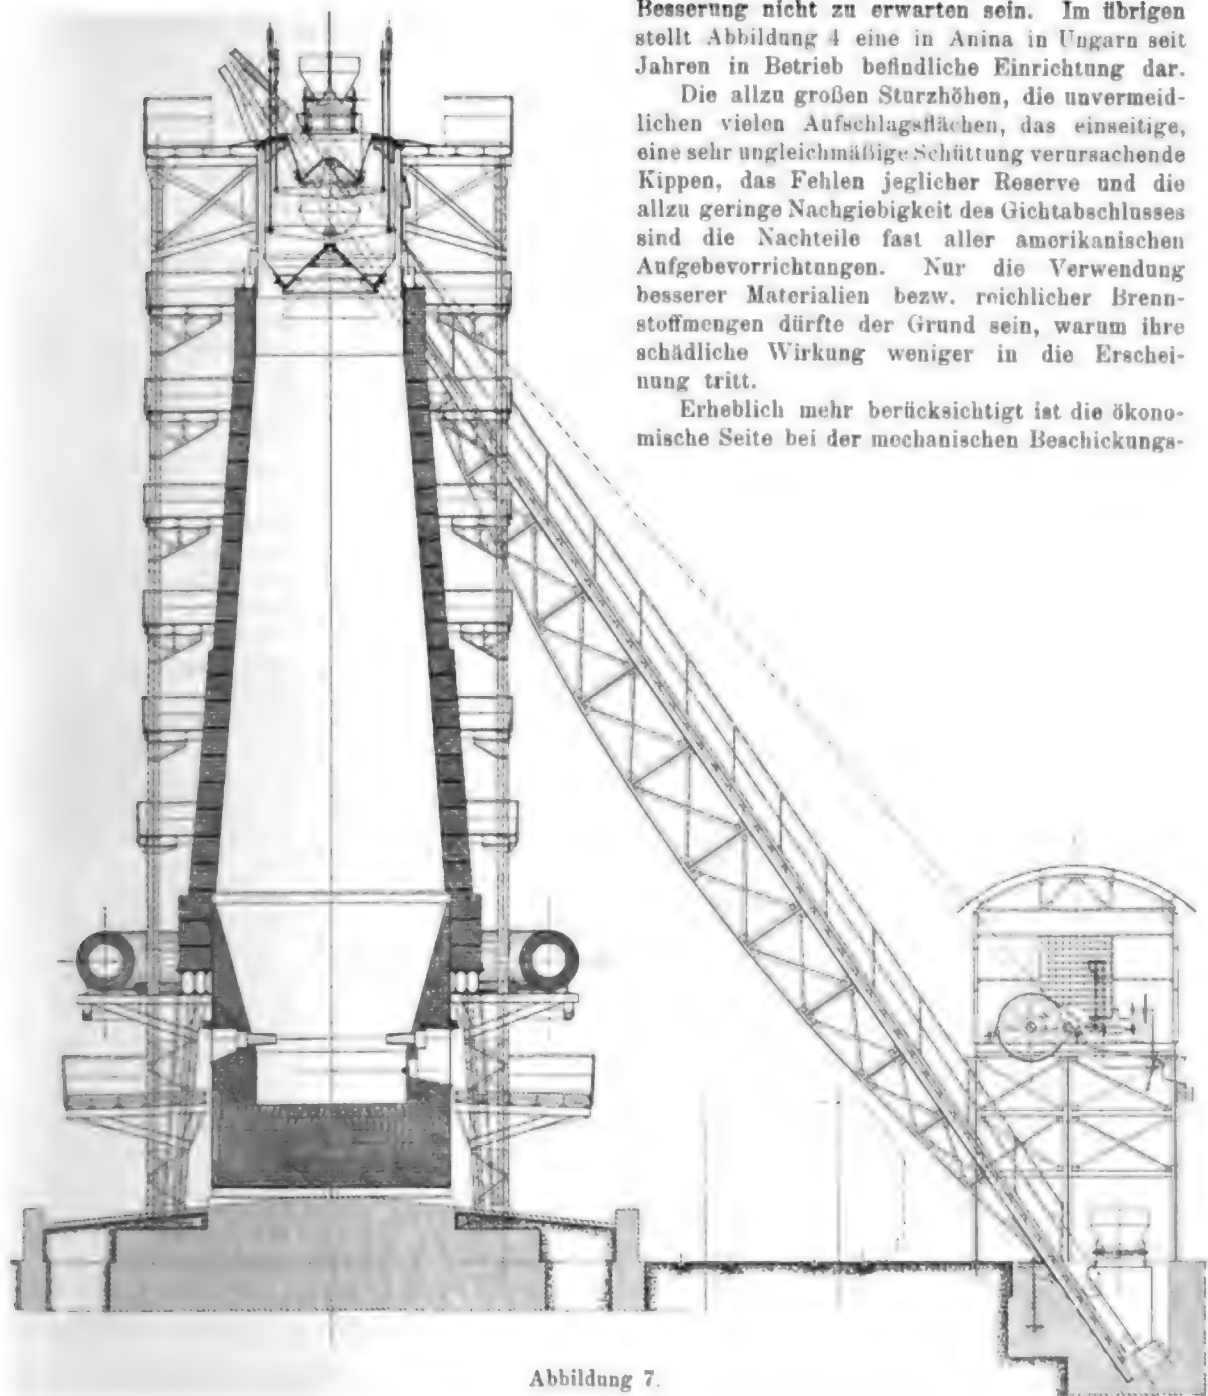 Besserung nicht zu erwarten sein. Im übrigen
stellt Abbildung 4 eine in Anina in Ungarn seit
Jahren in Betrieb befindliche Einrichtung dar.
Die allzu großen Sturzhöhen, die unvermeid-
lichen vielen Aufschlagsflächen, das einseitige,
eine sehr ungleichmäßige Schüttung verursachende
Kippen, das Fehlen jeglicher Reserve und die
allzu geringe Nachgiebigkeit des Gichtabschlusses
sind die Nachteile fast aller amerikanischen
Aufgebevorrichtungen. Nur die Verwendung
besserer Materialien bezw. reichlicher Brenn-
stoffmengen dürfte der Grund sein, warum ihre
schädliche Wirkung weniger in die Erschei-
nung tritt.
Erheblich mehr berücksichtigt ist die ökono-
mische Seite bei der mechanischen Beschickungs-
Abbildung 7.